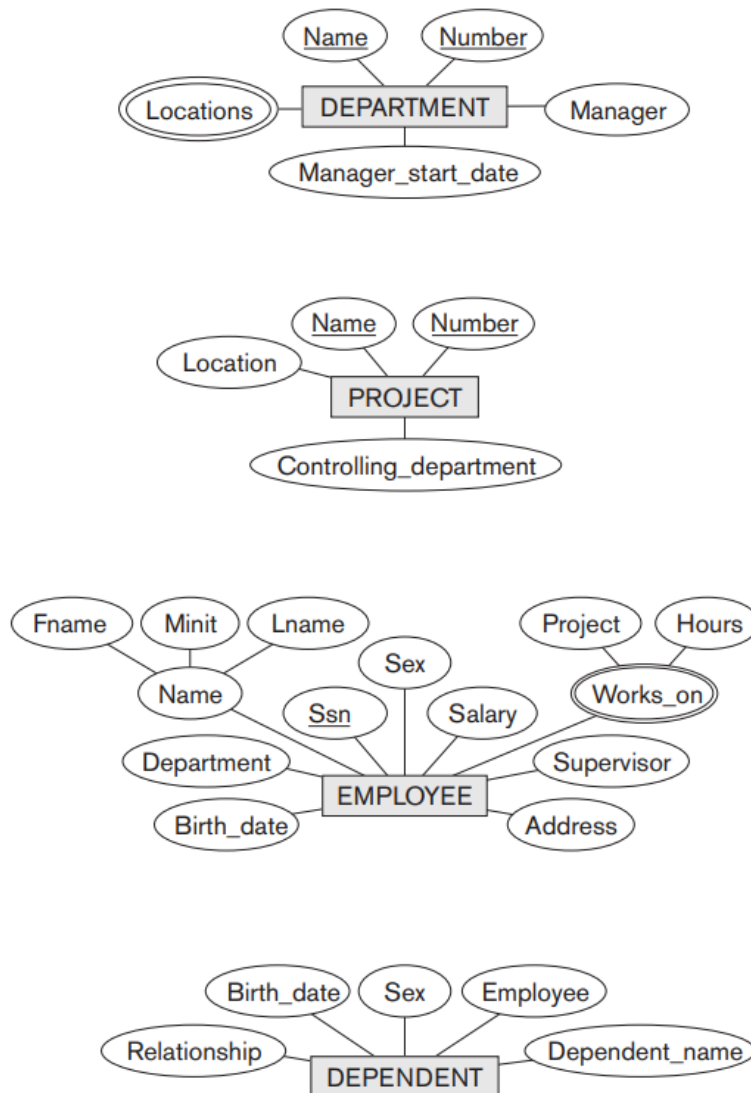 Name Number
Locations DEPARTMENT Manager
Manager_start_date
Name Number
Location
PROJECT
Controlling_department
Fname Minit Lname Project Hours
Sex
Name Works_on
Ssn Salary
Department Supervisor
EMPLOYEE
Birth_date Address
Birth_date Sex Employee
Relationship Dependent_name
DEPENDENT